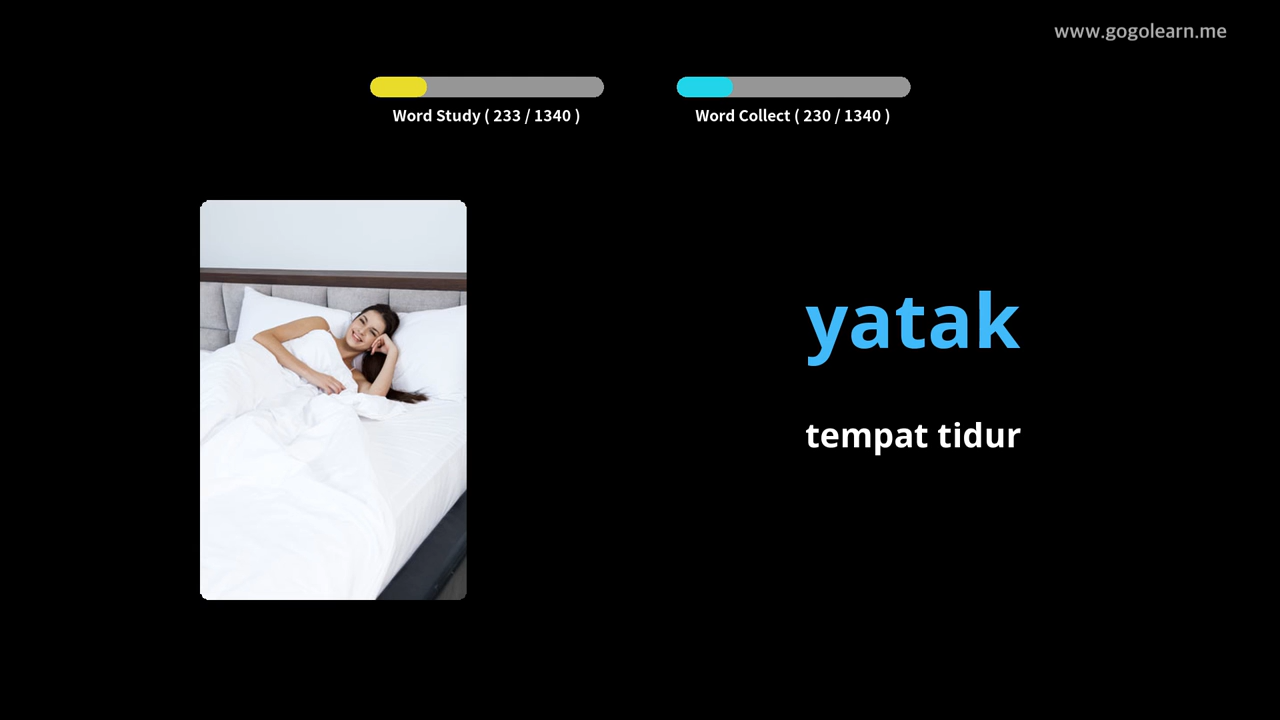 www.gogolearn.me
Word Study ( 233 / 1340 )
Word Collect ( 230 / 1340 )
yatak
tempat tidur